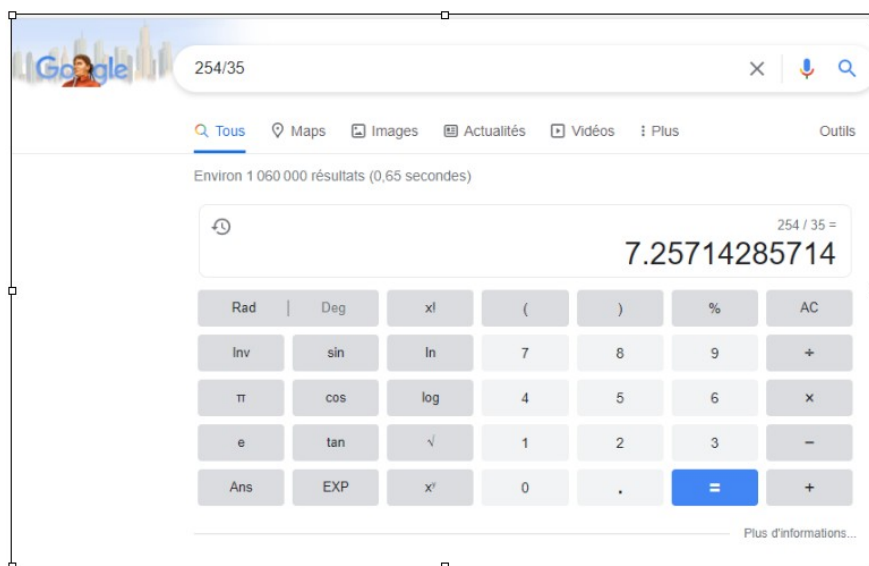 Google
254/35
Tous Maps Images Actualités Vidéos Plus Outils
Environ 1 060 000 résultats (0,65 secondes)
254 / 35 =
7.25714285714
Rad | Deg x! ( ) % AC
Inv sin ln 7 8 9 ÷
π cos log 4 5 6 ×
e tan √ 1 2 3 −
Ans EXP xʸ 0 . = +
Plus d'informations...